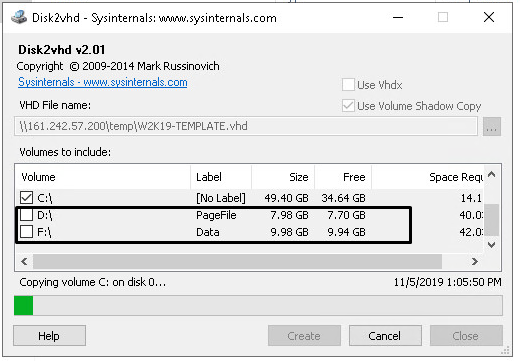 Disk2vhd - Sysinternals: www.sysinternals.com
Disk2vhd v2.01
Copyright © 2009-2014 Mark Russinovich
Sysinternals - www.sysinternals.com
Use Vhdx
VHD File name:
Use Volume Shadow Copy
\\161.242.57.200\temp\W2K19-TEMPLATE.vhd
...
Volumes to include:
Volume Label Size Free Space Requ
C:\ [No Label] 49.40 GB 34.64 GB 14.1
D:\ PageFile 7.98 GB 7.70 GB 40.0
F:\ Data 9.98 GB 9.94 GB 42.0
Copying volume C: on disk 0... 11/5/2019 1:05:50 PM
Help Create Cancel Close